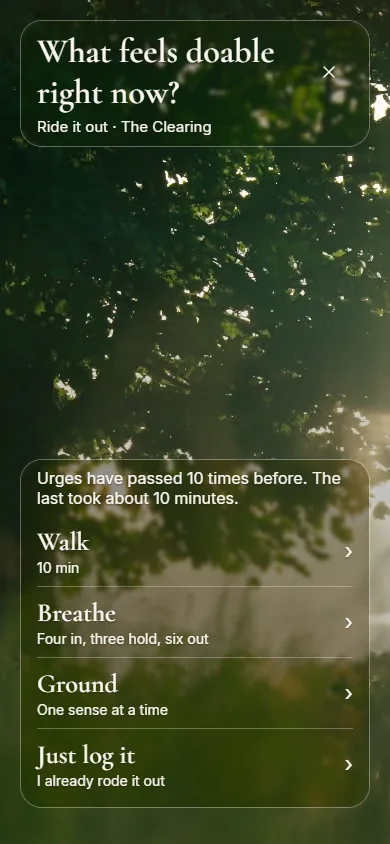 What feels doable
right now?
Ride it out · The Clearing
Urges have passed 10 times before. The
last took about 10 minutes.
Walk
10 min
Breathe
Four in, three hold, six out
Ground
One sense at a time
Just log it
I already rode it out